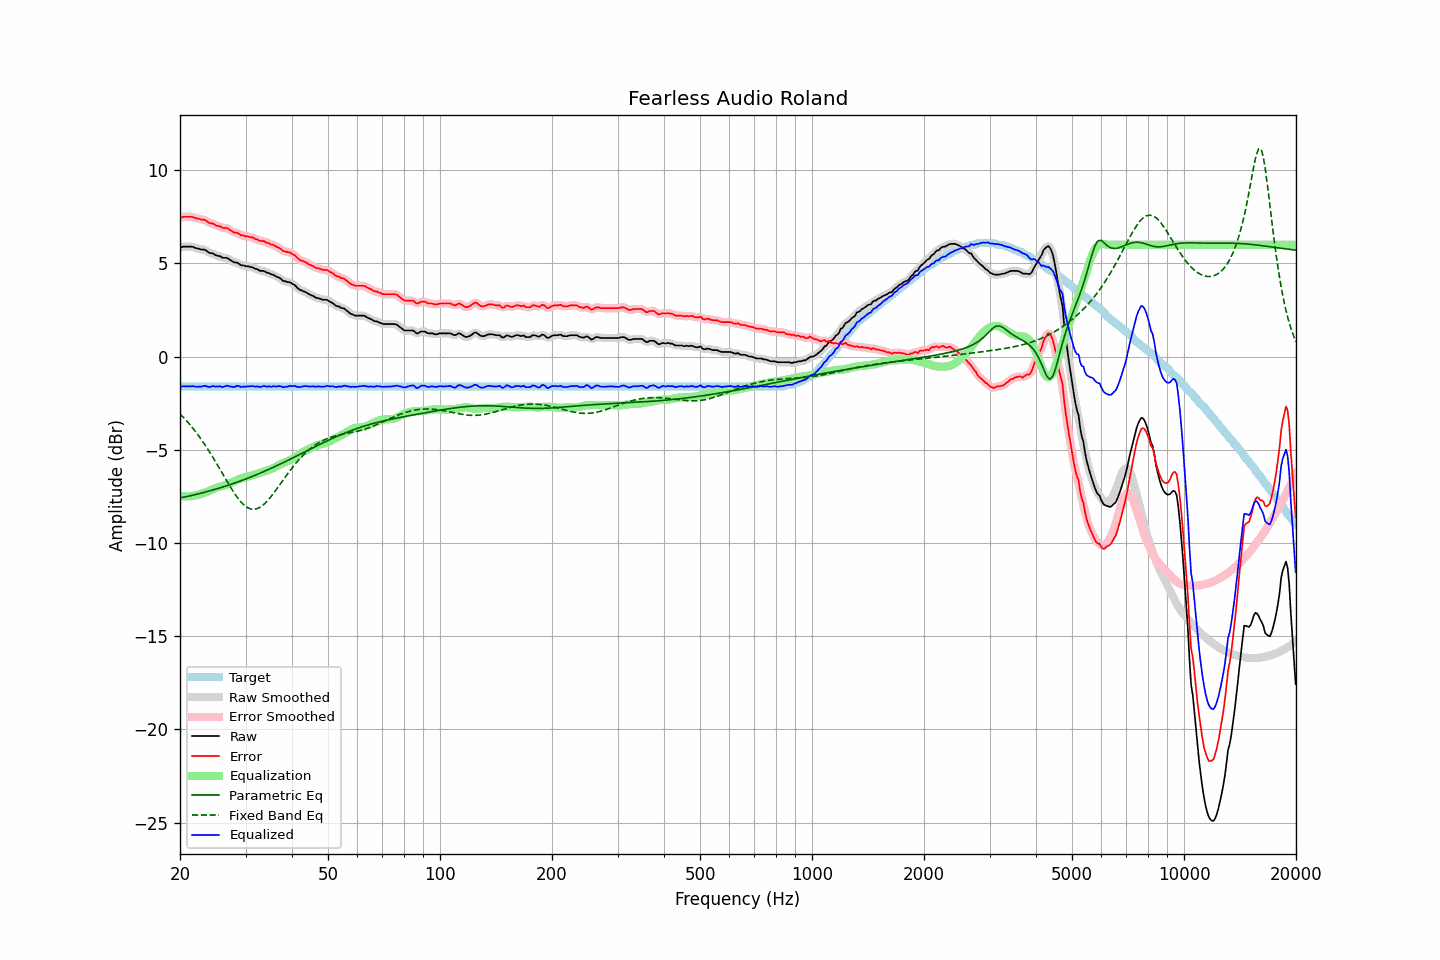 Fearless Audio Roland
Amplitude (dBr)
10
5
0
−5
−10
−15
−20
−25
Target
Raw Smoothed
Error Smoothed
Raw
Error
Equalization
Parametric Eq
Fixed Band Eq
Equalized
20 50 100 200 500 1000 2000 5000 10000 20000
Frequency (Hz)